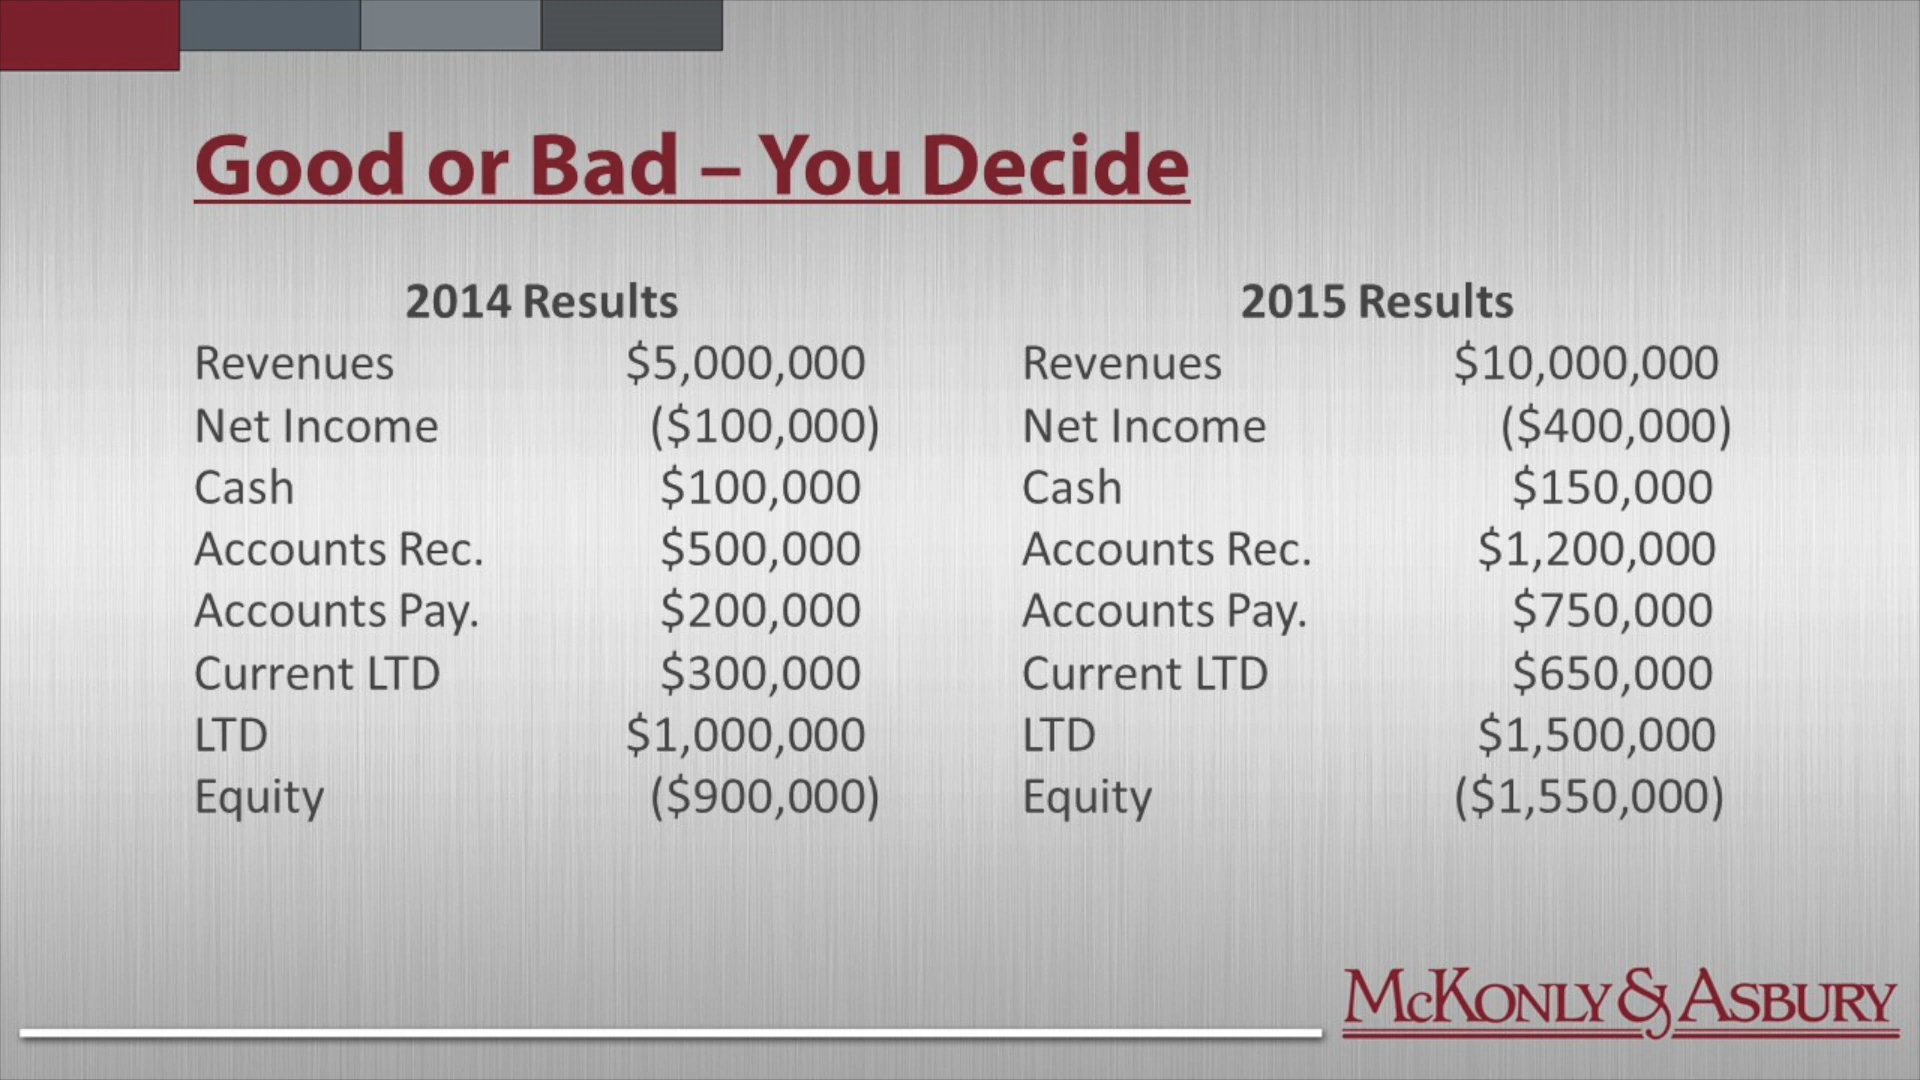 Good or Bad – You Decide
2014 Results
Revenues $5,000,000
Net Income ($100,000)
Cash $100,000
Accounts Rec. $500,000
Accounts Pay. $200,000
Current LTD $300,000
LTD $1,000,000
Equity ($900,000)
2015 Results
Revenues $10,000,000
Net Income ($400,000)
Cash $150,000
Accounts Rec. $1,200,000
Accounts Pay. $750,000
Current LTD $650,000
LTD $1,500,000
Equity ($1,550,000)
McKonly & Asbury